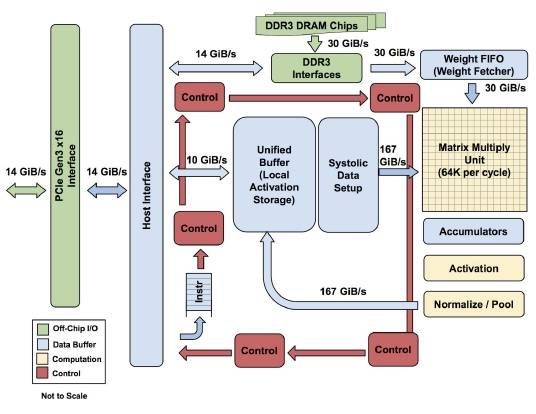 DDR3 DRAM Chips
30 GiB/s
14 GiB/s
DDR3
Interfaces
30 GiB/s
Weight FIFO
(Weight Fetcher)
30 GiB/s
Control
Control
PCIe Gen3 x16
Interface
Host Interface
14 GiB/s
14 GiB/s
10 GiB/s
Unified
Buffer
(Local
Activation
Storage)
Systolic
Data
Setup
167
GiB/s
Matrix Multiply
Unit
(64K per cycle)
Control
Accumulators
Activation
Instr
167 GiB/s
Normalize / Pool
Control
Control
Off-Chip I/O
Data Buffer
Computation
Control
Not to Scale